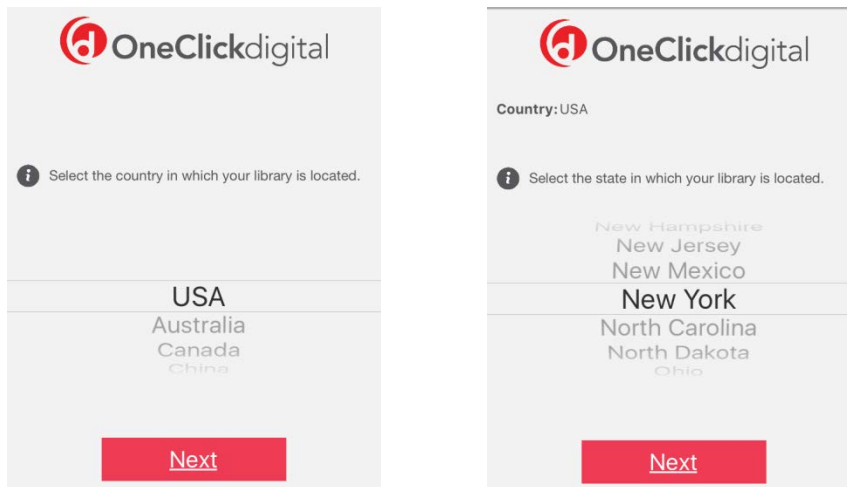 OneClickdigital
Select the country in which your library is located.
USA
Australia
Canada
China
Next
OneClickdigital
Country: USA
Select the state in which your library is located.
New Hampshire
New Jersey
New Mexico
New York
North Carolina
North Dakota
Ohio
Next